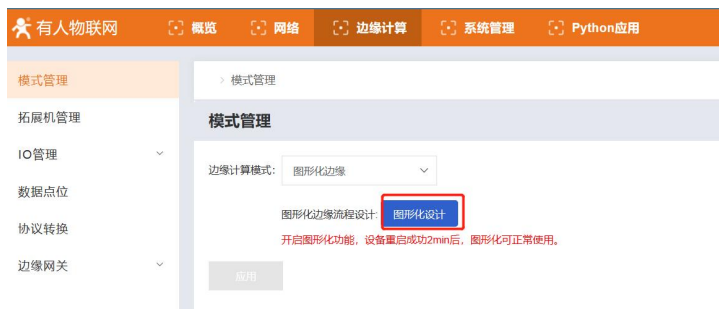 有人物联网 概览 网络 边缘计算 系统管理 Python应用
模式管理 > 模式管理
拓展机管理 模式管理
IO管理
边缘计算模式: 图形化边缘
数据点位
图形化边缘流程设计: 图形化设计
协议转换
开启图形化功能，设备重启成功2min后，图形化可正常使用。
边缘网关
应用